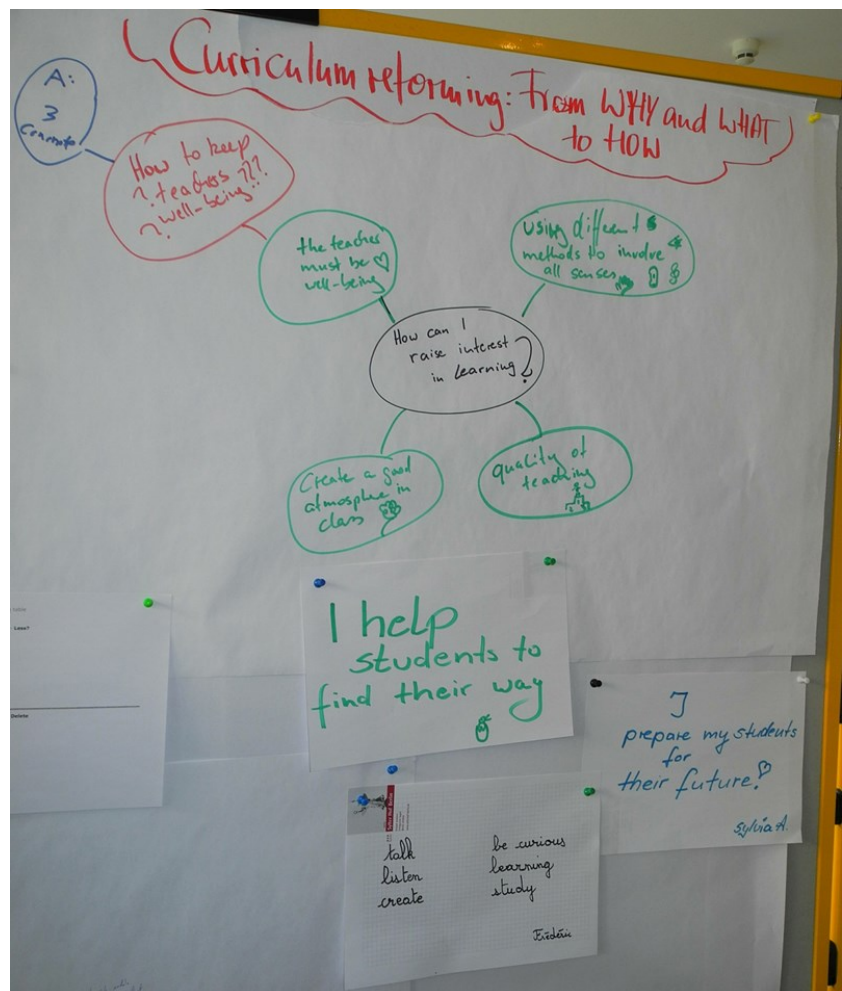 Curriculum reforming: From WHY and WHAT
to HOW
A:
3
How to keep
? teachers ???
? well-being!!!
the teacher
must be
well-being
using different
methods to involve
all senses
How can I
raise interest
in learning?
Create a good
atmosphere in
class
quality of
teaching
I help
students to
find their way
I
prepare my students
for
their future!
Sylvia A.
talk
listen
create
be curious
learning
study
Frédéric
Delete